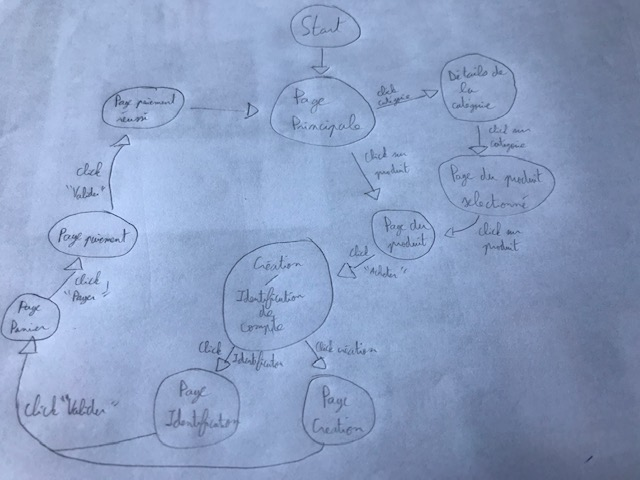 Start
Page
Principale
click
catégorie
Détails de
la
catégorie
click sur
catégorie
Page du produit
selectionné
click sur
produit
click sur
produit
Page du
produit
click
"Acheter"
Création
/
Identification
de
Compte
click
Identification
click création
Page
Identification
Page
Creation
click "Valider"
Page
Panier
click
"Payer"
Page paiement
click
"Valider"
Page paiement
réussi